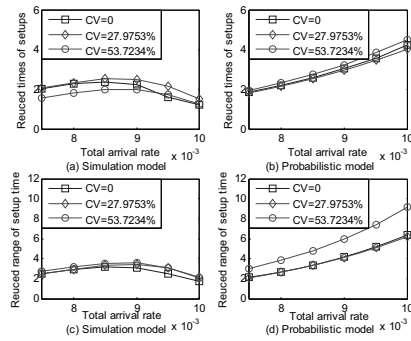 6
4
2
0
Reuced times of setups
CV=0
CV=27.9753%
CV=53.7234%
8 9 10
Total arrival rate
x 10^-3
(a) Simulation model
6
4
2
0
Reuced times of setups
CV=0
CV=27.9753%
CV=53.7234%
8 9 10
Total arrival rate
x 10^-3
(b) Probabilistic model
12
10
8
6
4
2
0
Reuced range of setup time
CV=0
CV=27.9753%
CV=53.7234%
8 9 10
Total arrival rate
x 10^-3
(c) Simulation model
12
10
8
6
4
2
0
Reuced range of setup time
CV=0
CV=27.9753%
CV=53.7234%
8 9 10
Total arrival rate
x 10^-3
(d) Probabilistic model